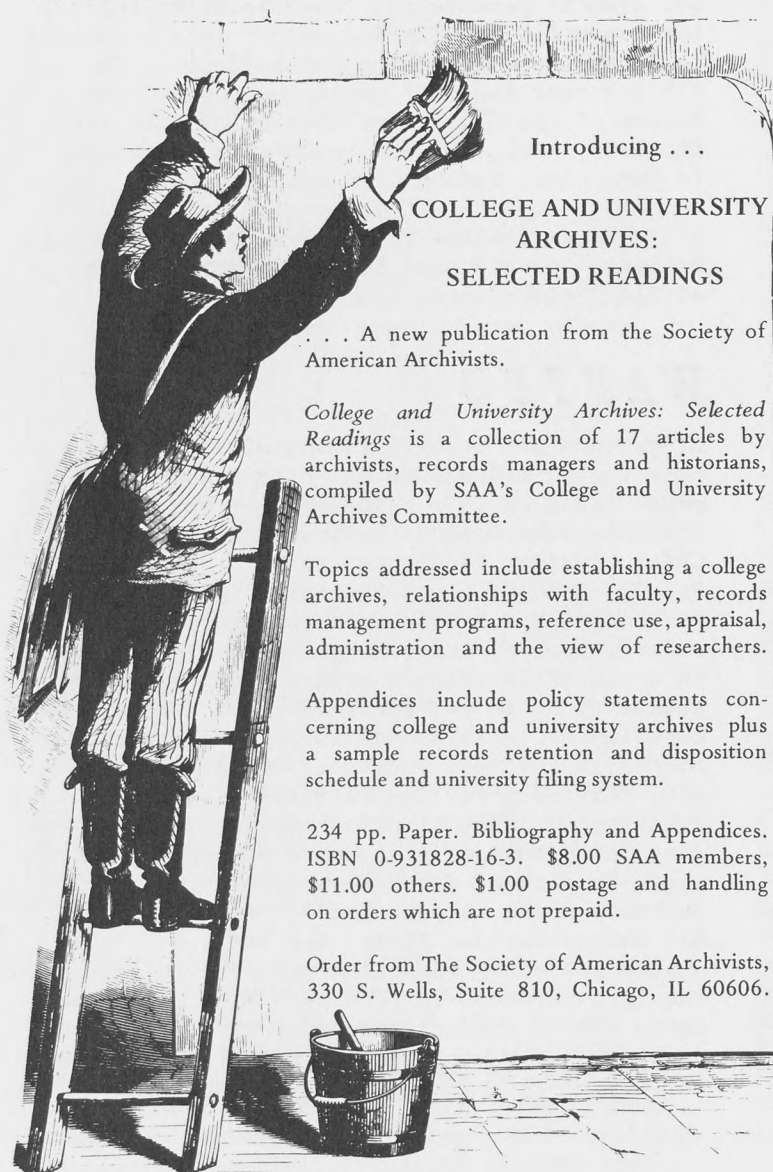 Introducing . . .
COLLEGE AND UNIVERSITY
ARCHIVES:
SELECTED READINGS
. . . A new publication from the Society of
American Archivists.
College and University Archives: Selected
Readings is a collection of 17 articles by
archivists, records managers and historians,
compiled by SAA's College and University
Archives Committee.
Topics addressed include establishing a college
archives, relationships with faculty, records
management programs, reference use, appraisal,
administration and the view of researchers.
Appendices include policy statements con-
cerning college and university archives plus
a sample records retention and disposition
schedule and university filing system.
234 pp. Paper. Bibliography and Appendices.
ISBN 0-931828-16-3. $8.00 SAA members,
$11.00 others. $1.00 postage and handling
on orders which are not prepaid.
Order from The Society of American Archivists,
330 S. Wells, Suite 810, Chicago, IL 60606.